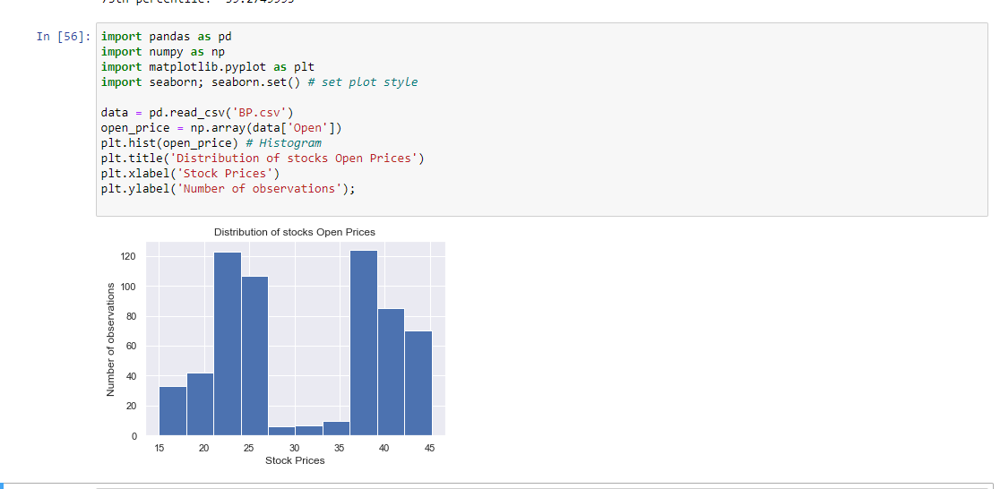 In [56]:
import pandas as pd
import numpy as np
import matplotlib.pyplot as plt
import seaborn; seaborn.set() # set plot style
data = pd.read_csv('BP.csv')
open_price = np.array(data['Open'])
plt.hist(open_price) # Histogram
plt.title('Distribution of stocks Open Prices')
plt.xlabel('Stock Prices')
plt.ylabel('Number of observations');
Distribution of stocks Open Prices
Number of observations
120
100
80
60
40
20
0
15 20 25 30 35 40 45
Stock Prices